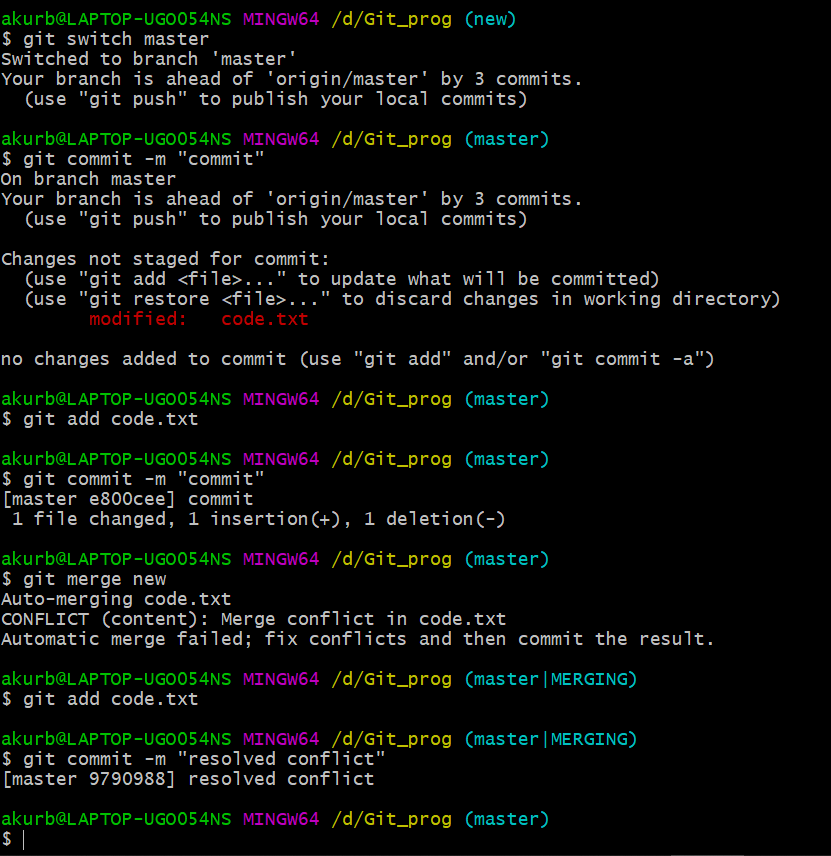 akurb@LAPTOP-UGO054NS MINGW64 /d/Git_prog (new)
$ git switch master
Switched to branch 'master'
Your branch is ahead of 'origin/master' by 3 commits.
  (use "git push" to publish your local commits)

akurb@LAPTOP-UGO054NS MINGW64 /d/Git_prog (master)
$ git commit -m "commit"
On branch master
Your branch is ahead of 'origin/master' by 3 commits.
  (use "git push" to publish your local commits)

Changes not staged for commit:
  (use "git add <file>..." to update what will be committed)
  (use "git restore <file>..." to discard changes in working directory)
        modified:   code.txt

no changes added to commit (use "git add" and/or "git commit -a")

akurb@LAPTOP-UGO054NS MINGW64 /d/Git_prog (master)
$ git add code.txt

akurb@LAPTOP-UGO054NS MINGW64 /d/Git_prog (master)
$ git commit -m "commit"
[master e800cee] commit
 1 file changed, 1 insertion(+), 1 deletion(-)

akurb@LAPTOP-UGO054NS MINGW64 /d/Git_prog (master)
$ git merge new
Auto-merging code.txt
CONFLICT (content): Merge conflict in code.txt
Automatic merge failed; fix conflicts and then commit the result.

akurb@LAPTOP-UGO054NS MINGW64 /d/Git_prog (master|MERGING)
$ git add code.txt

akurb@LAPTOP-UGO054NS MINGW64 /d/Git_prog (master|MERGING)
$ git commit -m "resolved conflict"
[master 9790988] resolved conflict

akurb@LAPTOP-UGO054NS MINGW64 /d/Git_prog (master)
$